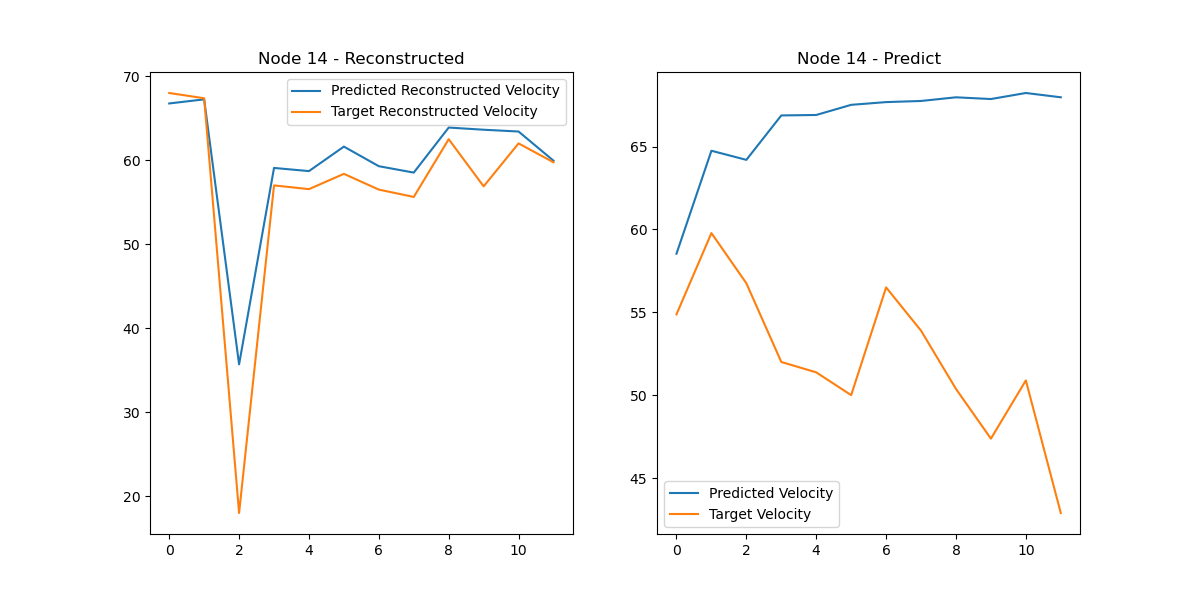 Node 14 - Reconstructed
70
60
50
40
30
20
0 2 4 6 8 10
Predicted Reconstructed Velocity
Target Reconstructed Velocity
Node 14 - Predict
65
60
55
50
45
0 2 4 6 8 10
Predicted Velocity
Target Velocity